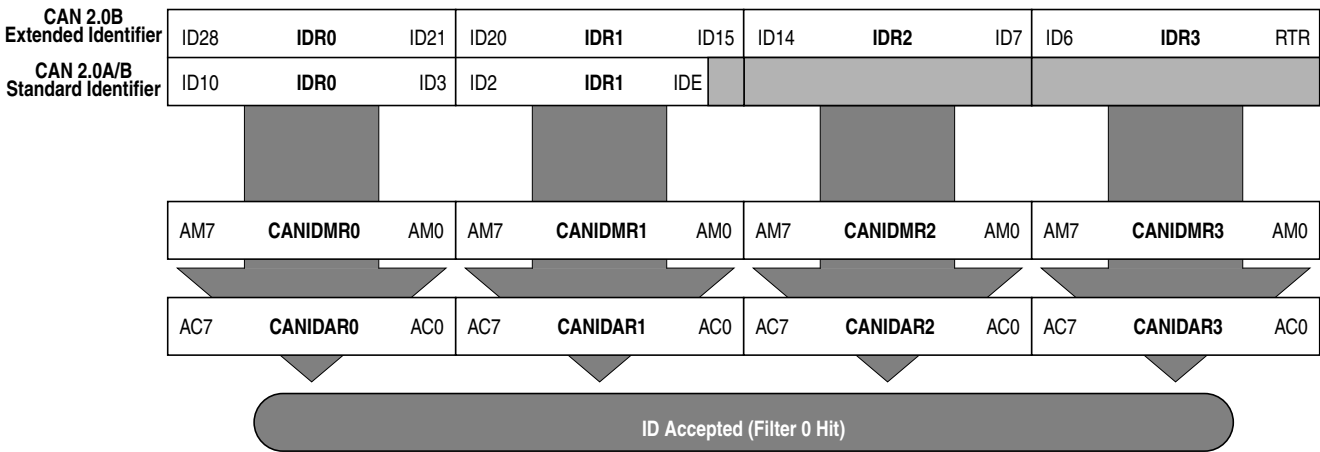 CAN 2.0B
Extended Identifier
ID28 IDR0 ID21 ID20 IDR1 ID15 ID14 IDR2 ID7 ID6 IDR3 RTR
CAN 2.0A/B
Standard Identifier
ID10 IDR0 ID3 ID2 IDR1 IDE
AM7 CANIDMR0 AM0 AM7 CANIDMR1 AM0 AM7 CANIDMR2 AM0 AM7 CANIDMR3 AM0
AC7 CANIDAR0 AC0 AC7 CANIDAR1 AC0 AC7 CANIDAR2 AC0 AC7 CANIDAR3 AC0
ID Accepted (Filter 0 Hit)